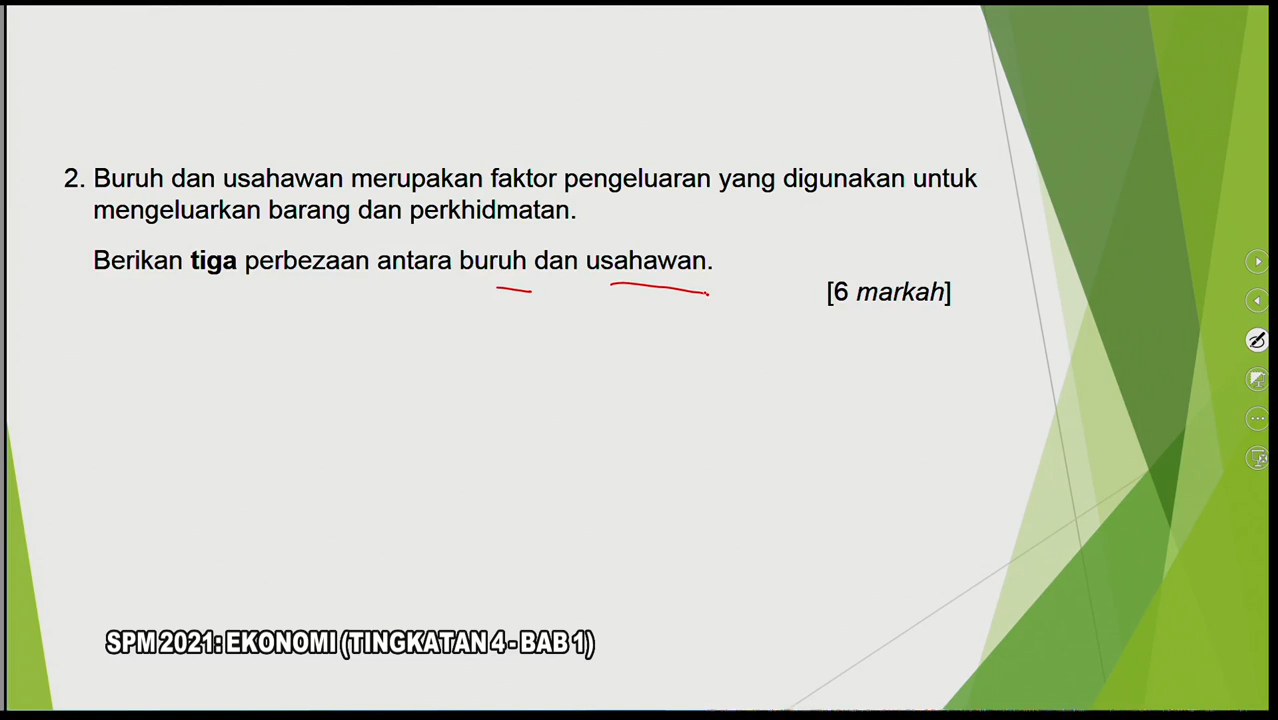 2. Buruh dan usahawan merupakan faktor pengeluaran yang digunakan untuk
mengeluarkan barang dan perkhidmatan.
Berikan tiga perbezaan antara buruh dan usahawan.
[6 markah]
SPM 2021: EKONOMI (TINGKATAN 4 - BAB 1)